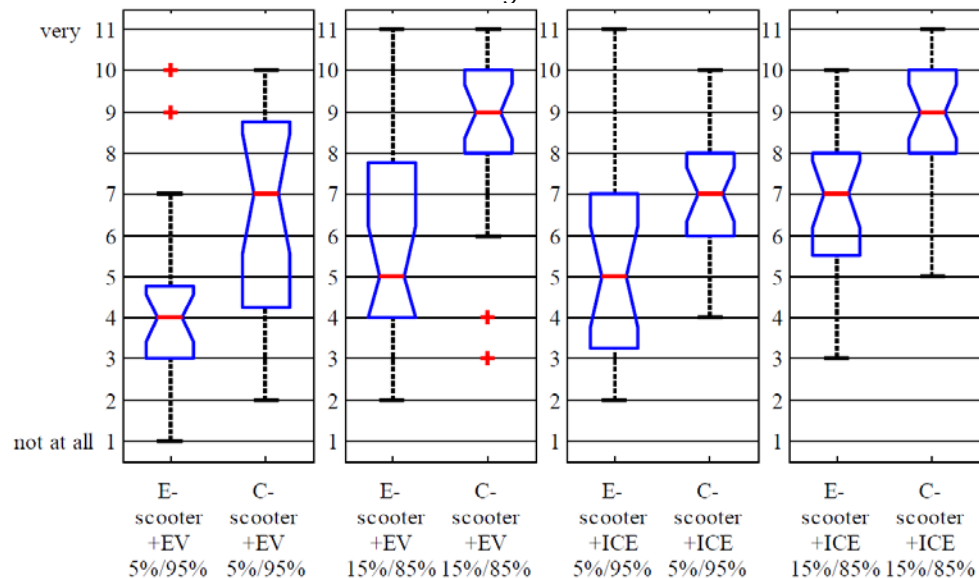 very 11 11 11 11
10 10 10 10
9 9 9 9
8 8 8 8
7 7 7 7
6 6 6 6
5 5 5 5
4 4 4 4
3 3 3 3
2 2 2 2
not at all 1 1 1 1
E- C- E- C- E- C- E- C-
scooter scooter scooter scooter scooter scooter scooter scooter
+EV +EV +EV +EV +ICE +ICE +ICE +ICE
5%/95% 5%/95% 15%/85% 15%/85% 5%/95% 5%/95% 15%/85% 15%/85%